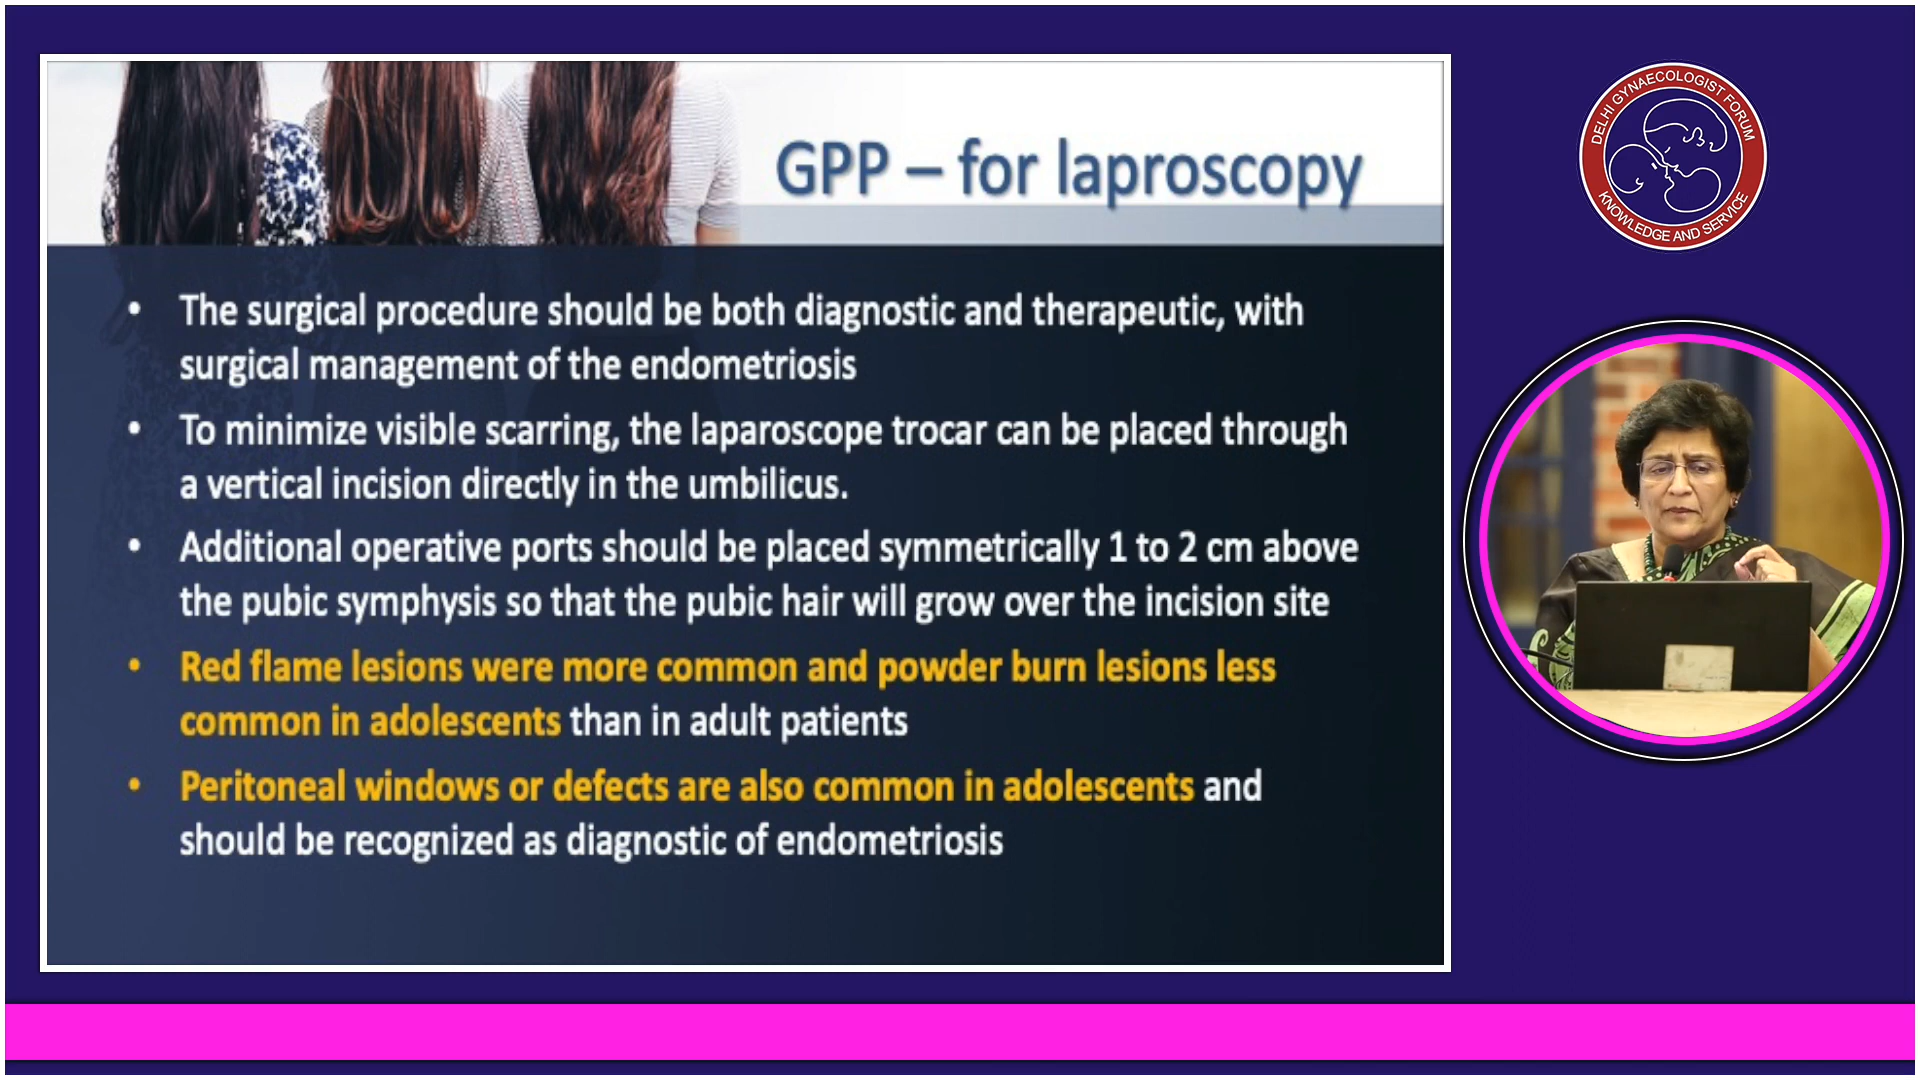 GPP – for laproscopy
• The surgical procedure should be both diagnostic and therapeutic, with
surgical management of the endometriosis
• To minimize visible scarring, the laparoscope trocar can be placed through
a vertical incision directly in the umbilicus.
• Additional operative ports should be placed symmetrically 1 to 2 cm above
the pubic symphysis so that the pubic hair will grow over the incision site
• Red flame lesions were more common and powder burn lesions less
common in adolescents than in adult patients
• Peritoneal windows or defects are also common in adolescents and
should be recognized as diagnostic of endometriosis
DELHI GYNAECOLOGIST FORUM
KNOWLEDGE AND SERVICE